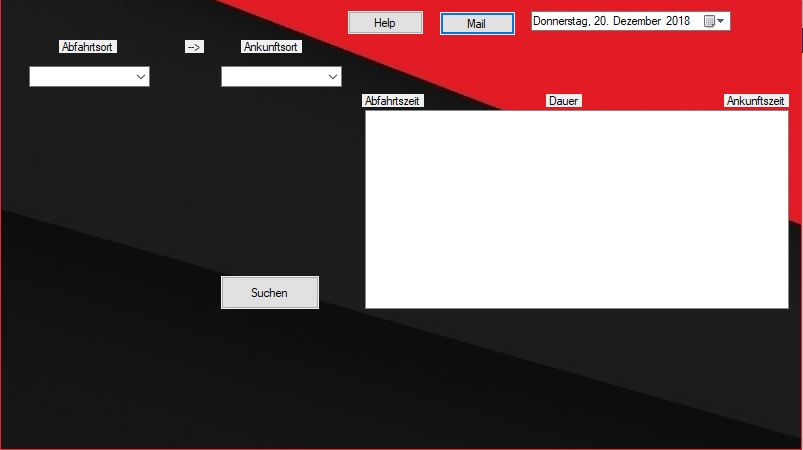 Help
Mail
Donnerstag, 20. Dezember 2018
Abfahrtsort
-->
Ankunftsort
Abfahrtszeit
Dauer
Ankunftszeit
Suchen